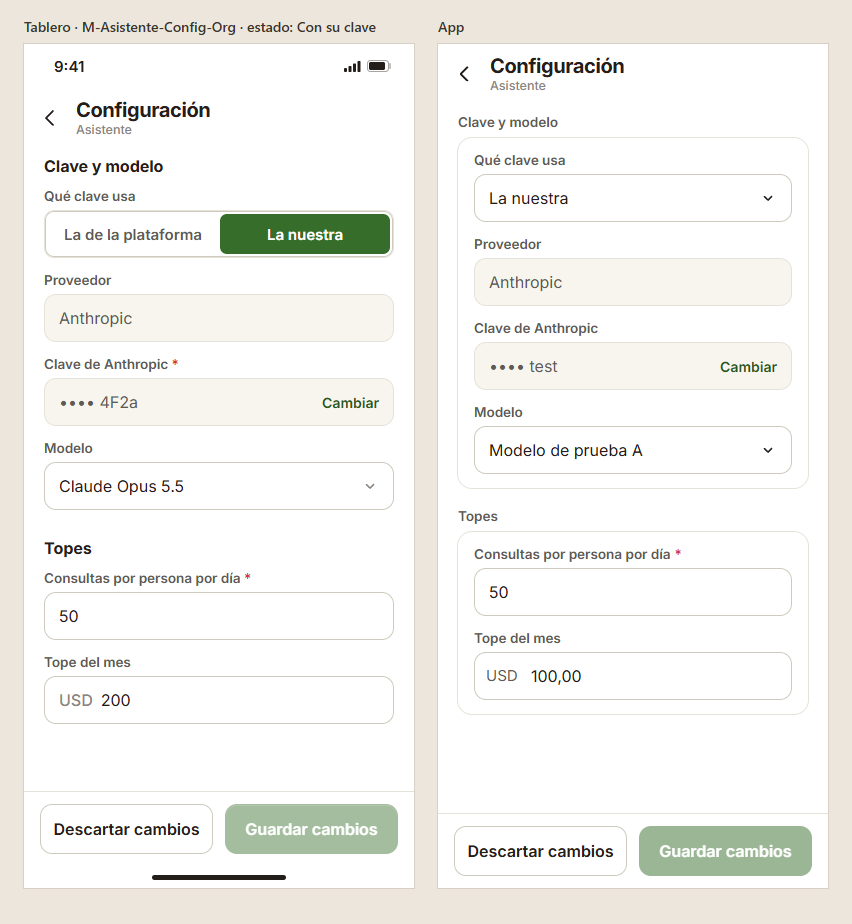 Tablero · M-Asistente-Config-Org · estado: Con su clave
9:41
Configuración
Asistente
Clave y modelo
Qué clave usa
La de la plataforma
La nuestra
Proveedor
Anthropic
Clave de Anthropic *
•••• 4F2a
Cambiar
Modelo
Claude Opus 5.5
Topes
Consultas por persona por día *
50
Tope del mes
USD 200
Descartar cambios
Guardar cambios
App
Configuración
Asistente
Clave y modelo
Qué clave usa
La nuestra
Proveedor
Anthropic
Clave de Anthropic
•••• test
Cambiar
Modelo
Modelo de prueba A
Topes
Consultas por persona por día *
50
Tope del mes
USD 100,00
Descartar cambios
Guardar cambios